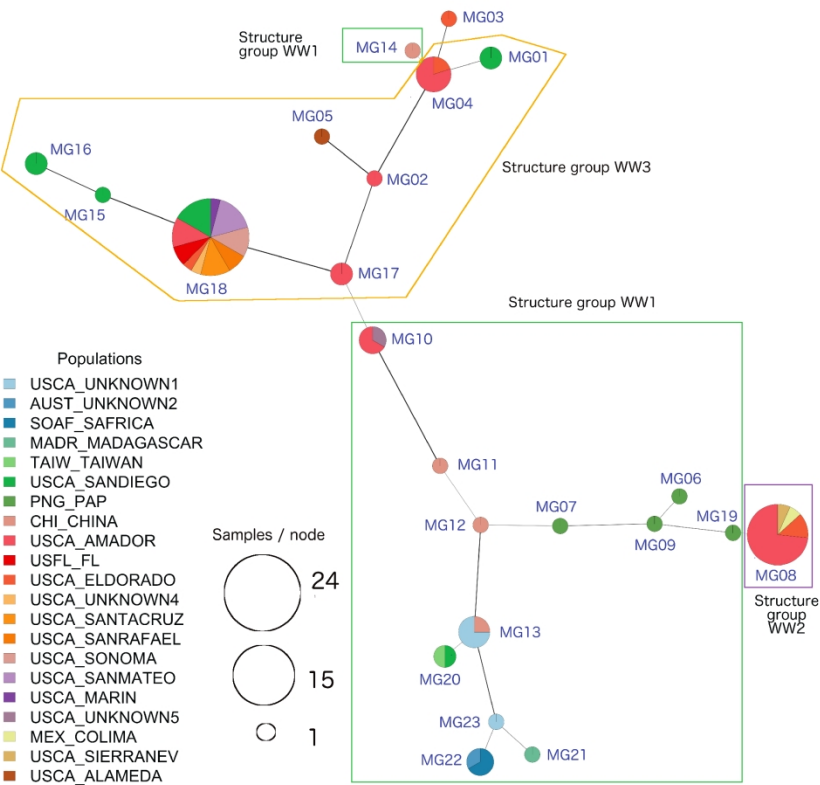 MG03
Structure
group WW1
MG14
MG01
MG04
MG05
MG16
Structure group WW3
MG02
MG15
MG17
MG18
Structure group WW1
MG10
Populations
USCA_UNKNOWN1
AUST_UNKNOWN2
SOAF_SAFRICA
MADR_MADAGASCAR
TAIW_TAIWAN
USCA_SANDIEGO
PNG_PAP
CHI_CHINA
USCA_AMADOR
USFL_FL
USCA_ELDORADO
USCA_UNKNOWN4
USCA_SANTACRUZ
USCA_SANRAFAEL
USCA_SONOMA
USCA_SANMATEO
USCA_MARIN
USCA_UNKNOWN5
MEX_COLIMA
USCA_SIERRANEV
USCA_ALAMEDA
Samples / node
24
15
1
MG11
MG06
MG07
MG19
MG12
MG09
MG08
Structure
group
WW2
MG13
MG20
MG23
MG22
MG21